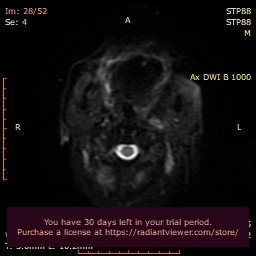 Im: 28/52
Se: 4
A
STP88
STP88
M
Ax DWI B 1000
R
L
You have 30 days left in your trial period.
Purchase a license at https://radiantviewer.com/store/